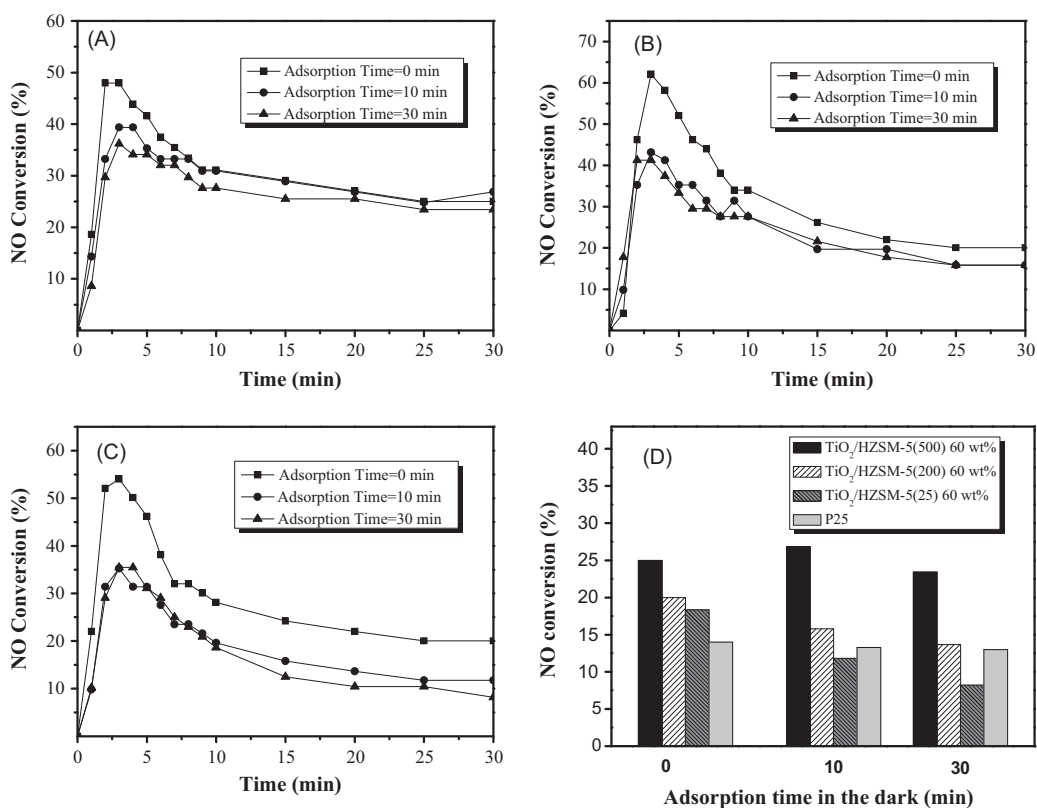 (A)
Adsorption Time=0 min
Adsorption Time=10 min
Adsorption Time=30 min
NO Conversion (%)
60
50
40
30
20
10
0 5 10 15 20 25 30
Time (min)
(B)
Adsorption Time=0 min
Adsorption Time=10 min
Adsorption Time=30 min
NO Conversion (%)
70
60
50
40
30
20
10
0 5 10 15 20 25 30
Time (min)
(C)
Adsorption Time=0 min
Adsorption Time=10 min
Adsorption Time=30 min
NO Conversion (%)
60
50
40
30
20
10
0 5 10 15 20 25 30
Time (min)
(D)
TiO₂/HZSM-5(500) 60 wt%
TiO₂/HZSM-5(200) 60 wt%
TiO₂/HZSM-5(25) 60 wt%
P25
NO conversion (%)
40
35
30
25
20
15
10
5
0
0 10 30
Adsorption time in the dark (min)